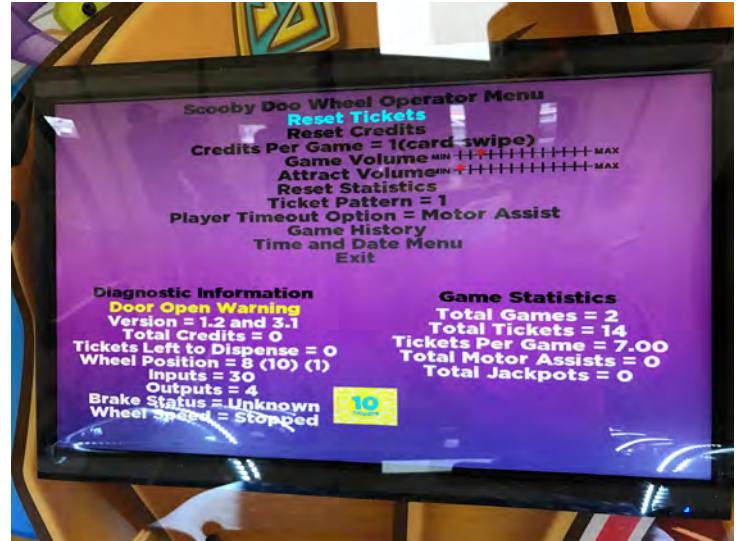 Scooby Doo Wheel Operator Menu
Reset Tickets
Reset Credits
Credits Per Game = 1(card swipe)
Game Volume MIN MAX
Attract Volume MIN MAX
Reset Statistics
Ticket Pattern = 1
Player Timeout Option = Motor Assist
Game History
Time and Date Menu
Exit
Diagnostic Information
Door Open Warning
Version = 1.2 and 3.1
Total Credits = 0
Tickets Left to Dispense = 0
Wheel Position = 8 (10) (1)
Inputs = 30
Outputs = 4
Brake Status = Unknown
Wheel Speed = Stopped
10
TICKETS
Game Statistics
Total Games = 2
Total Tickets = 14
Tickets Per Game = 7.00
Total Motor Assists = 0
Total Jackpots = 0